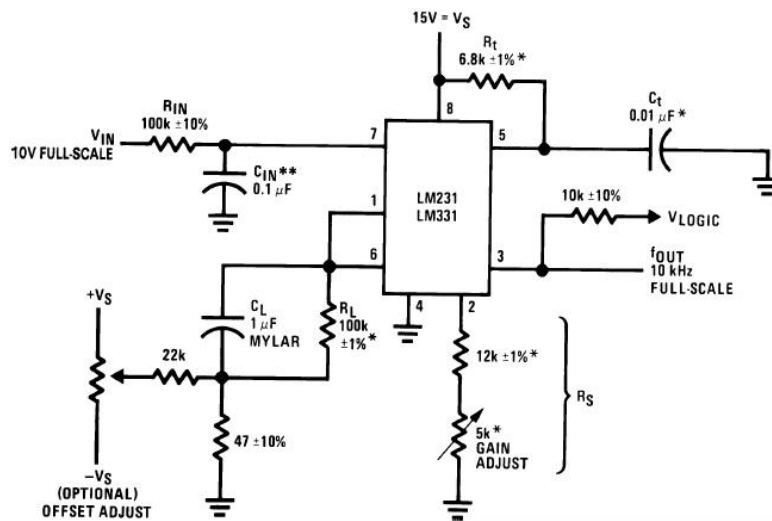 15V = VS
Rt
6.8k ±1% *
8
RIN
100k ±10%
VIN
10V FULL-SCALE
7
5
Ct
0.01 µF *
CIN**
0.1 µF
LM231
LM331
1
10k ±10%
VLOGIC
6
3
fOUT
10 kHz
FULL-SCALE
4
2
+VS
CL
1 µF
MYLAR
RL
100k
±1% *
22k
12k ±1% *
RS
47 ±10%
5k*
GAIN
ADJUST
−VS
(OPTIONAL)
OFFSET ADJUST